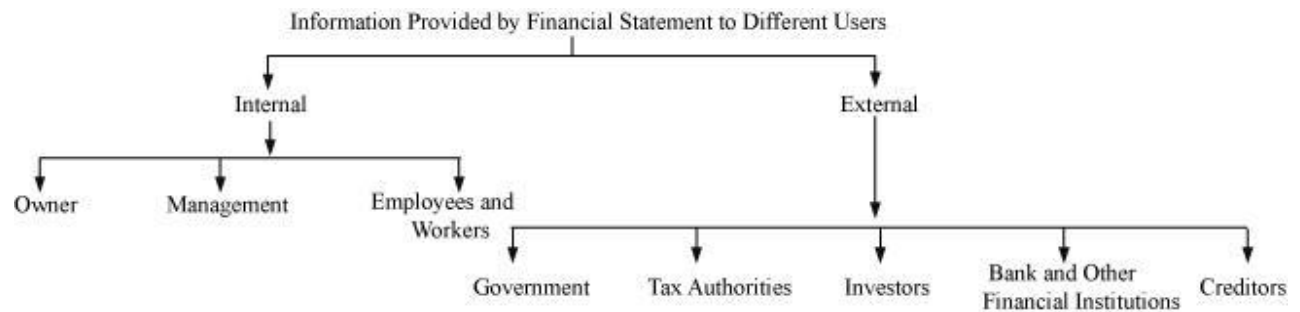 Information Provided by Financial Statement to Different Users
Internal
External
Owner
Management
Employees and
Workers
Government
Tax Authorities
Investors
Bank and Other
Financial Institutions
Creditors